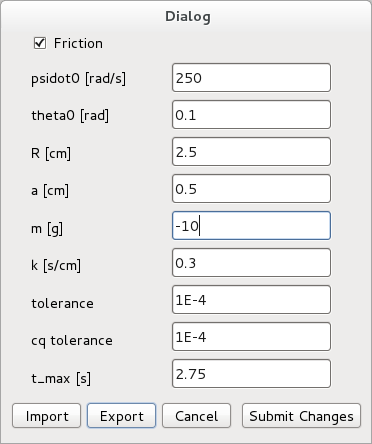 Dialog
Friction
psidot0 [rad/s] 250
theta0 [rad] 0.1
R [cm] 2.5
a [cm] 0.5
m [g] -10
k [s/cm] 0.3
tolerance 1E-4
cq tolerance 1E-4
t_max [s] 2.75
Import Export Cancel Submit Changes